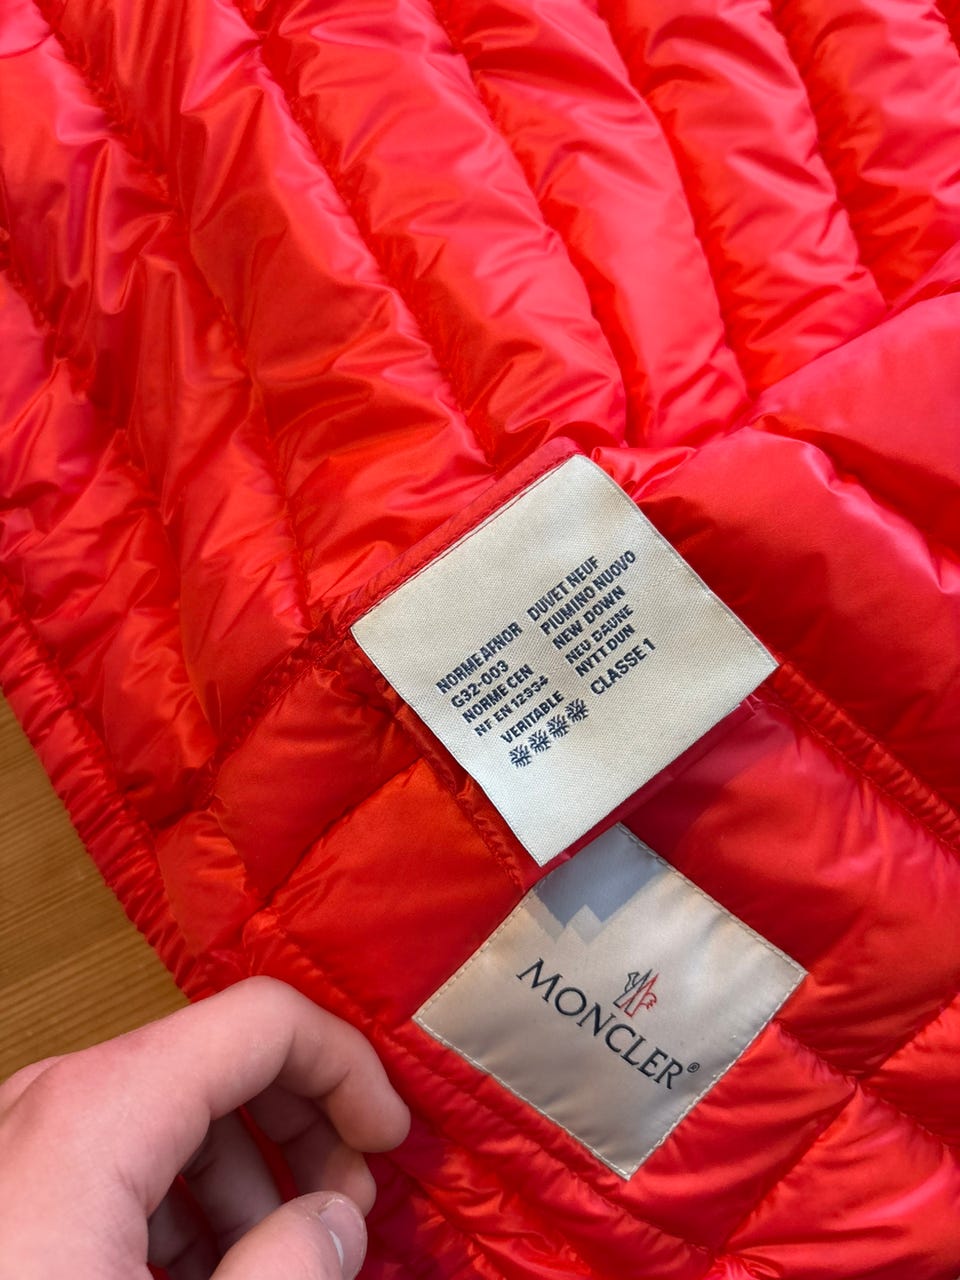 NORME AFNOR
G32-003
NORME CEN
NF EN 12934
VERITABLE
DUVET NEUF
PIUMINO NUOVO
NEW DOWN
NEU DAUNE
NYTT DUN
CLASSE 1
MONCLER®